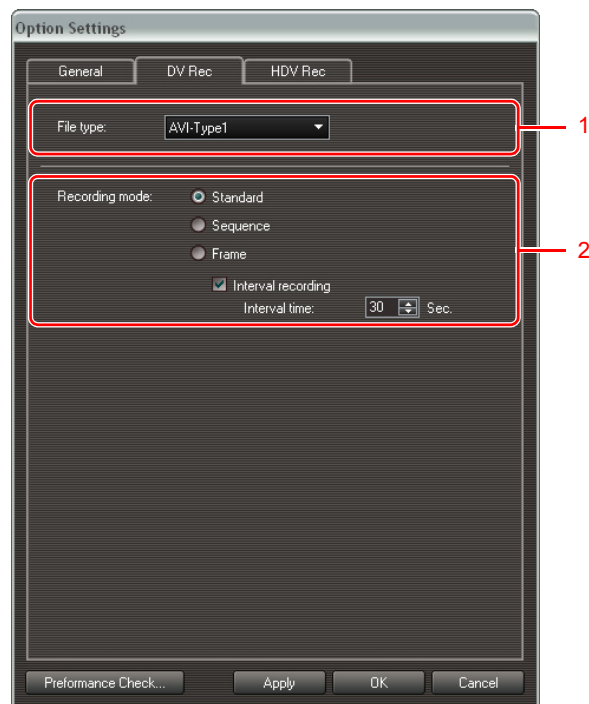 Option Settings
General DV Rec HDV Rec
File type: AVI-Type1
1
Recording mode: Standard
Sequence
2
Frame
Interval recording
Interval time: 30 Sec.
Preformance Check... Apply OK Cancel